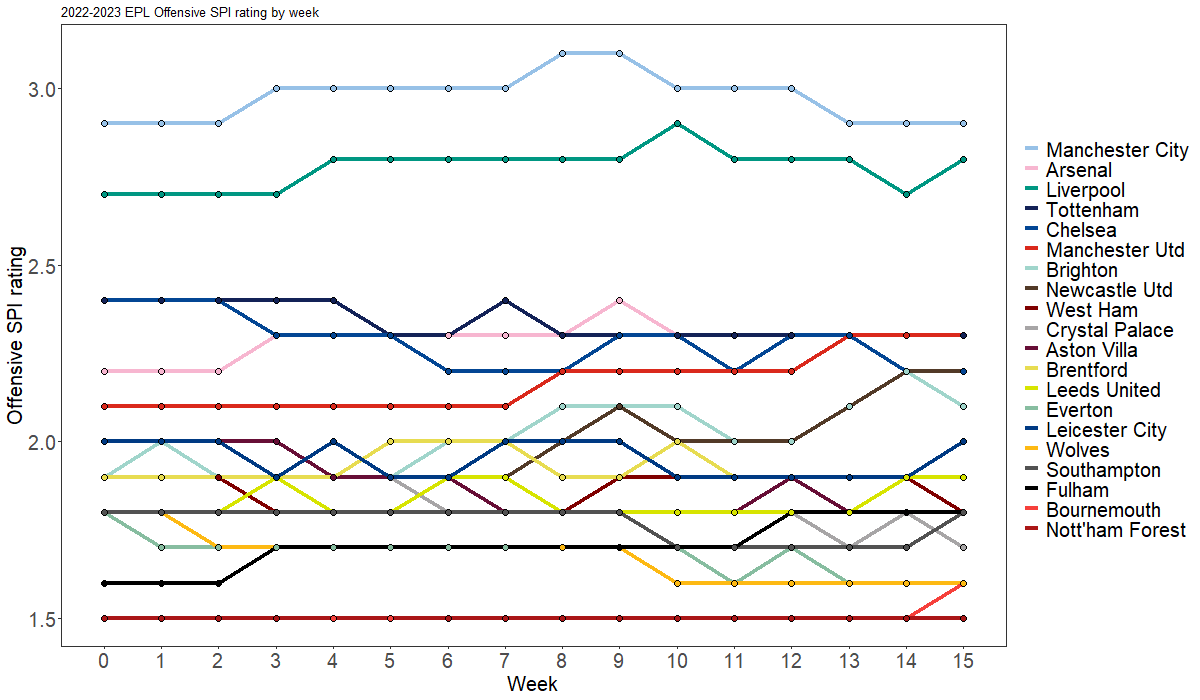 2022-2023 EPL Offensive SPI rating by week
3.0
2.5
2.0
1.5
Offensive SPI rating
0 1 2 3 4 5 6 7 8 9 10 11 12 13 14 15
Week
Manchester City
Arsenal
Liverpool
Tottenham
Chelsea
Manchester Utd
Brighton
Newcastle Utd
West Ham
Crystal Palace
Aston Villa
Brentford
Leeds United
Everton
Leicester City
Wolves
Southampton
Fulham
Bournemouth
Nott'ham Forest